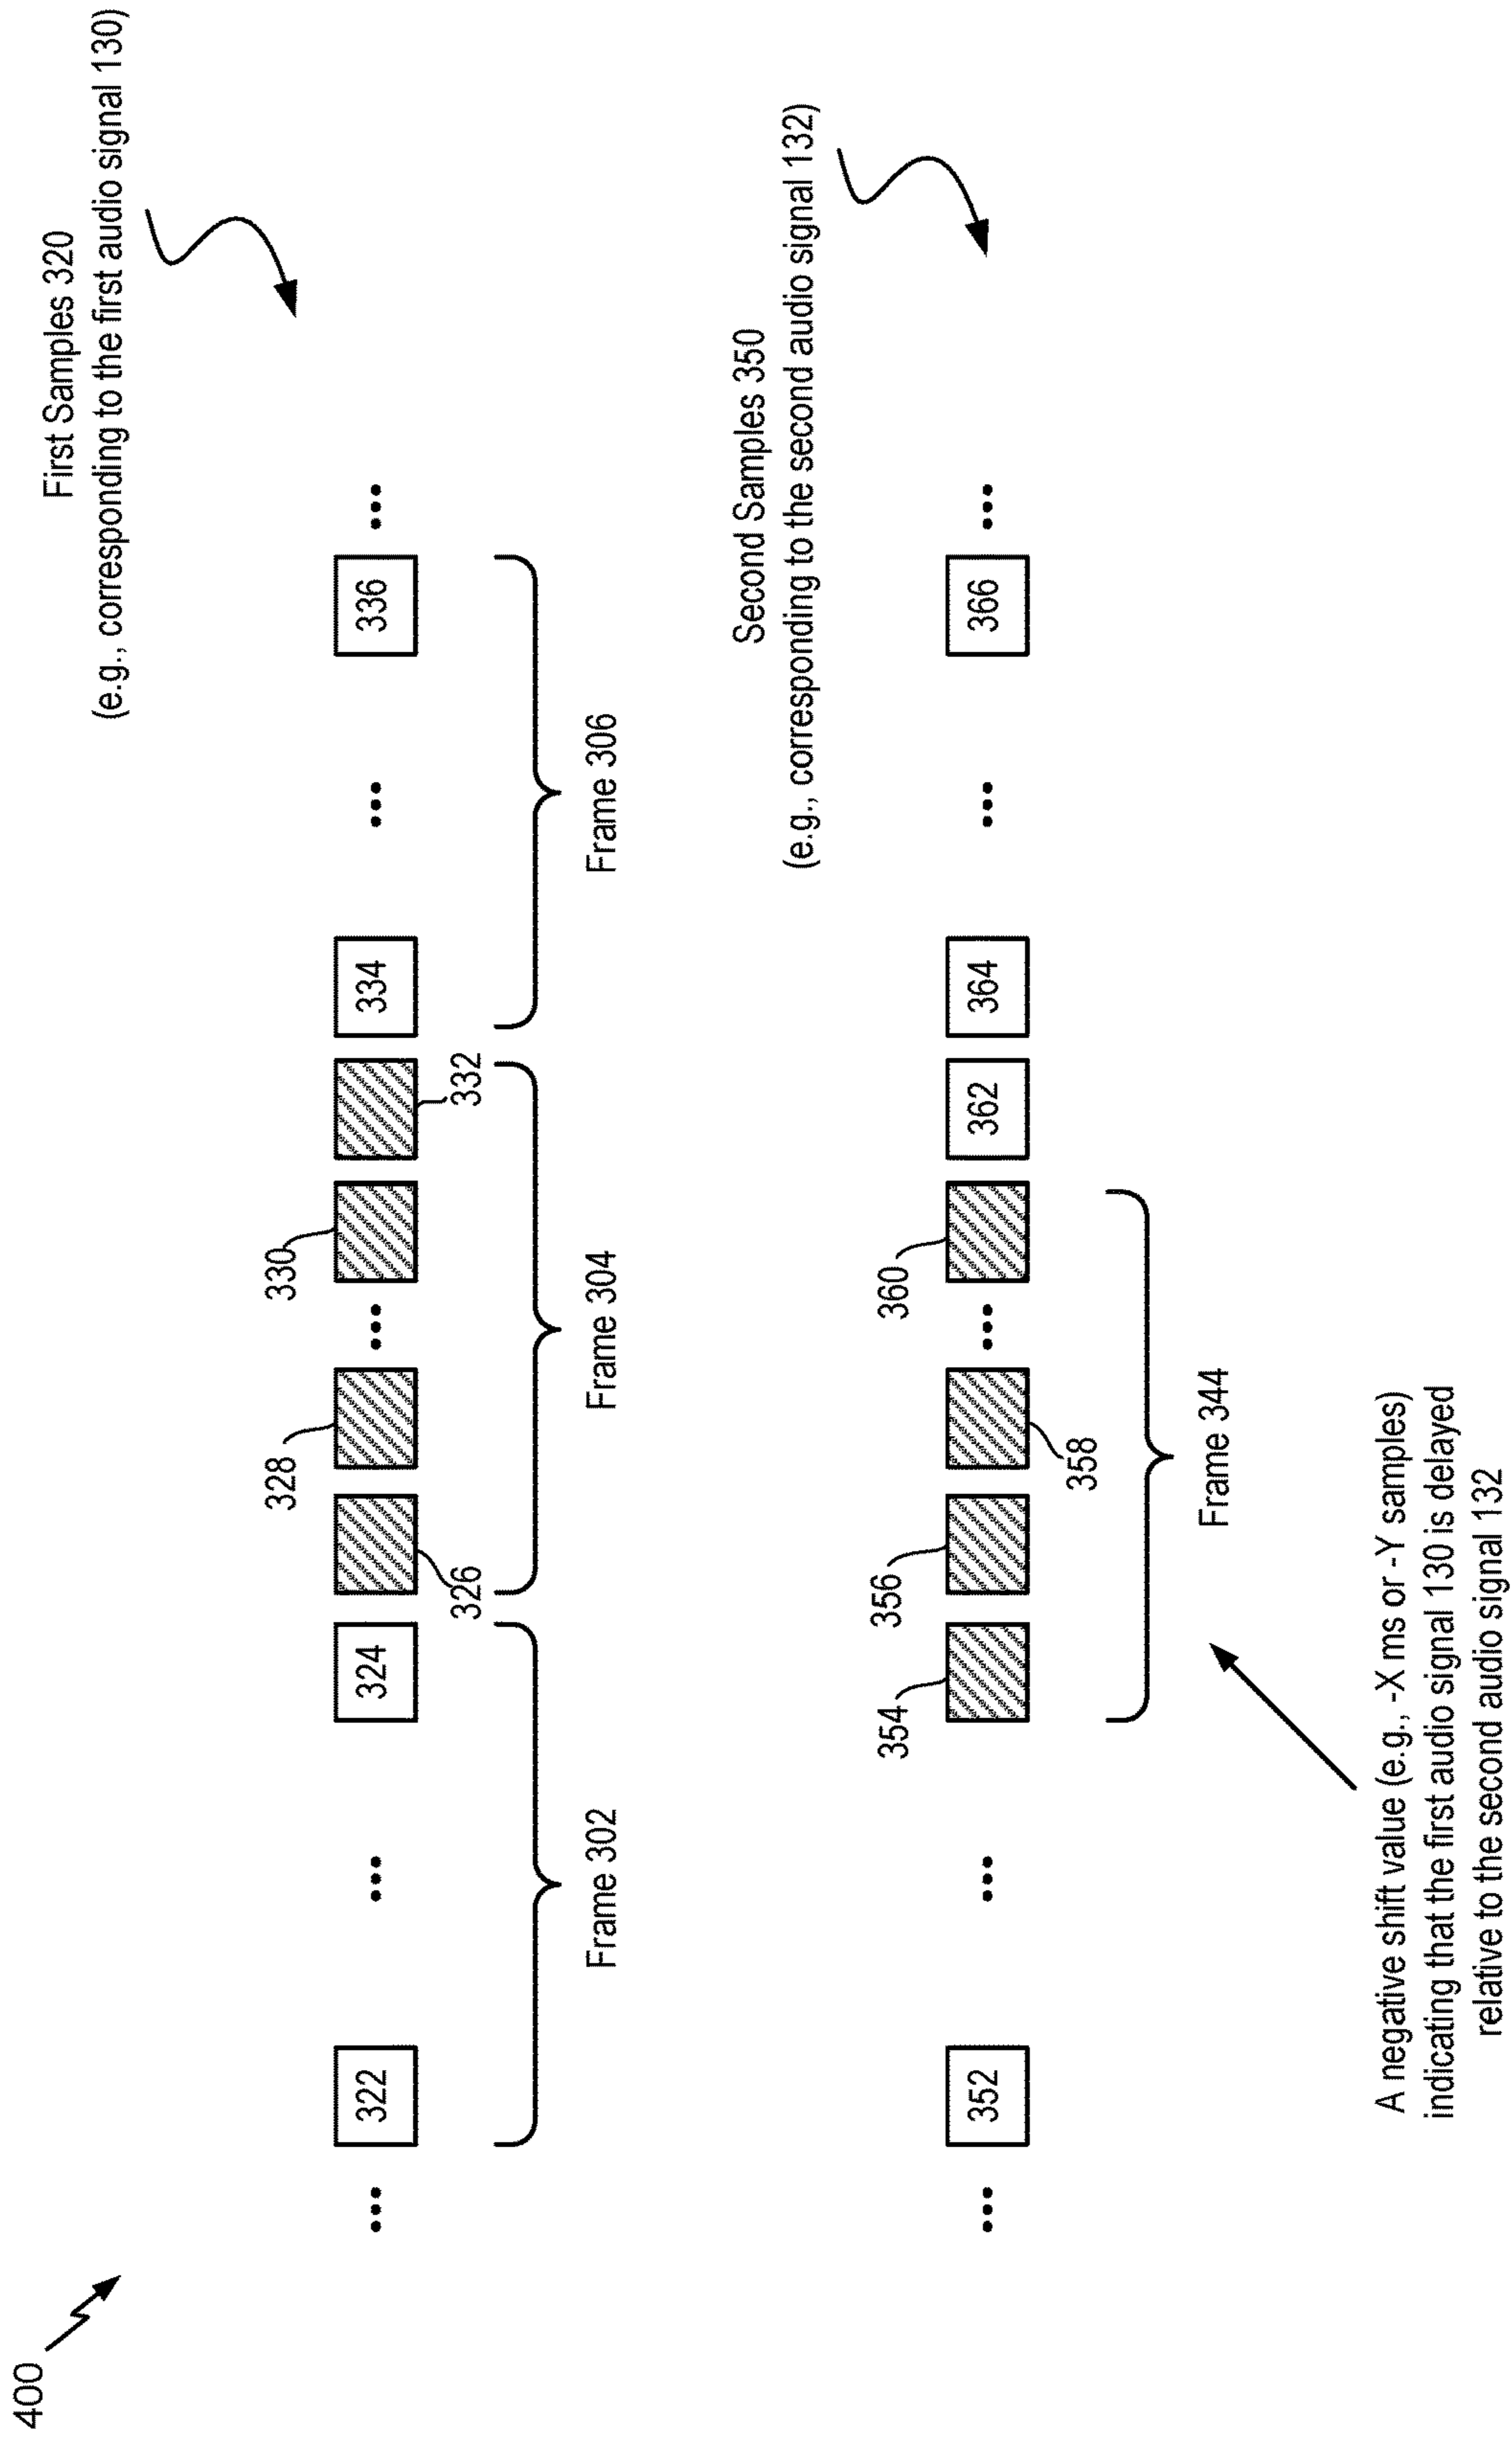 400
First Samples 320
(e.g., corresponding to the first audio signal 130)
...
322
...
324
326
328
...
330
332
334
...
336
...
Frame 302
Frame 304
Frame 306
Second Samples 350
(e.g., corresponding to the second audio signal 132)
...
352
...
354
356
358
...
360
362
364
...
366
...
Frame 344
A negative shift value (e.g., -X ms or -Y samples)
indicating that the first audio signal 130 is delayed
relative to the second audio signal 132